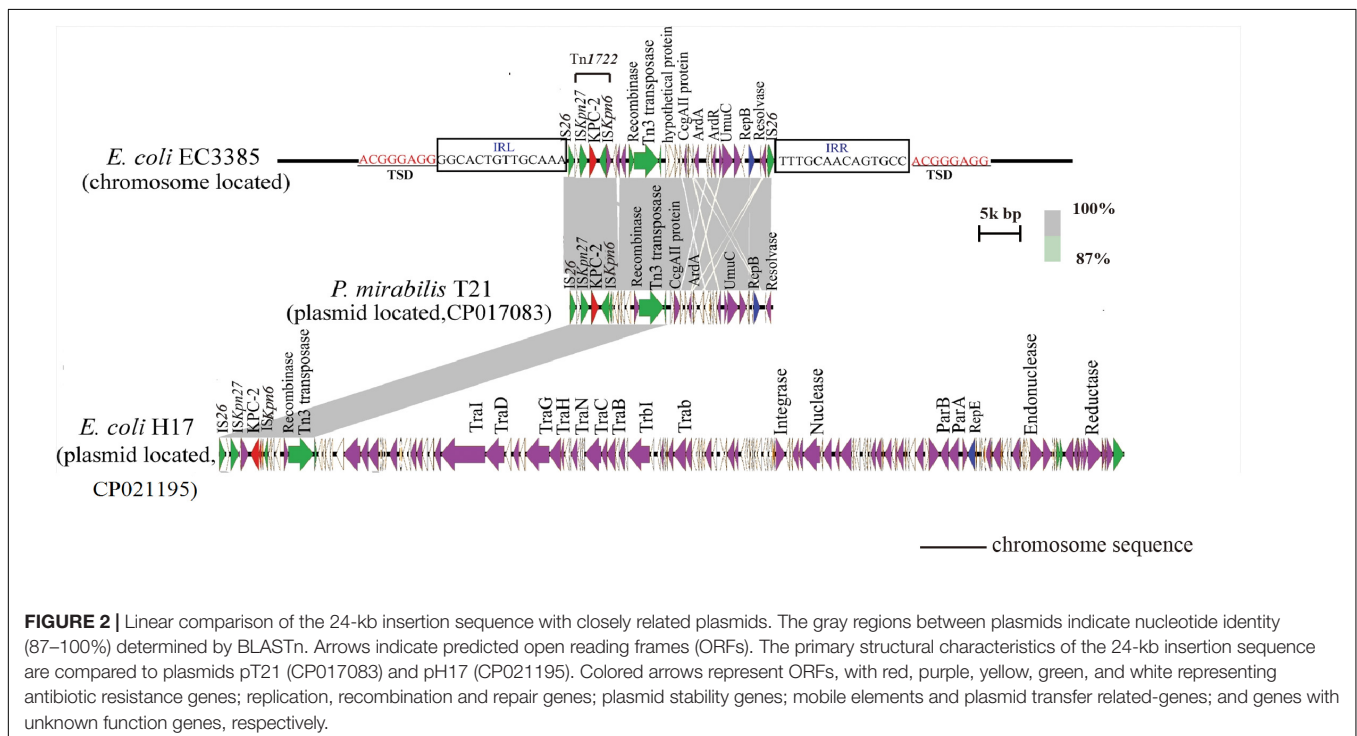 Tn1722
IS26
ISKpn27
KPC-2
ISKpn6
Recombinase
Tn3 transposase
hypothetical protein
CcgAII protein
ArdA
ArdR
UmuC
RepB
Resolvase
IS26
E. coli EC3385
(chromosome located)
ACGGGAGG
TSD
IRL
GGCACTGTTGCAAA
IRR
TTTGCAACAGTGCC
ACGGGAGG
TSD
5k bp
100%
87%
IS26
ISKpn27
KPC-2
ISKpn6
Recombinase
Tn3 transposase
CcgAII protein
ArdA
UmuC
RepB
Resolvase
P. mirabilis T21
(plasmid located,CP017083)
IS26
ISKpn27
KPC-2
ISKpn6
Recombinase
Tn3 transposase
TraI
TraD
TraG
TraH
TraN
TraC
TraB
TrbI
Trab
Integrase
Nuclease
ParB
ParA
RepE
Endonuclease
Reductase
E. coli H17
(plasmid located,
CP021195)
chromosome sequence
FIGURE 2 | Linear comparison of the 24-kb insertion sequence with closely related plasmids. The gray regions between plasmids indicate nucleotide identity
(87–100%) determined by BLASTn. Arrows indicate predicted open reading frames (ORFs). The primary structural characteristics of the 24-kb insertion sequence
are compared to plasmids pT21 (CP017083) and pH17 (CP021195). Colored arrows represent ORFs, with red, purple, yellow, green, and white representing
antibiotic resistance genes; replication, recombination and repair genes; plasmid stability genes; mobile elements and plasmid transfer related-genes; and genes with
unknown function genes, respectively.